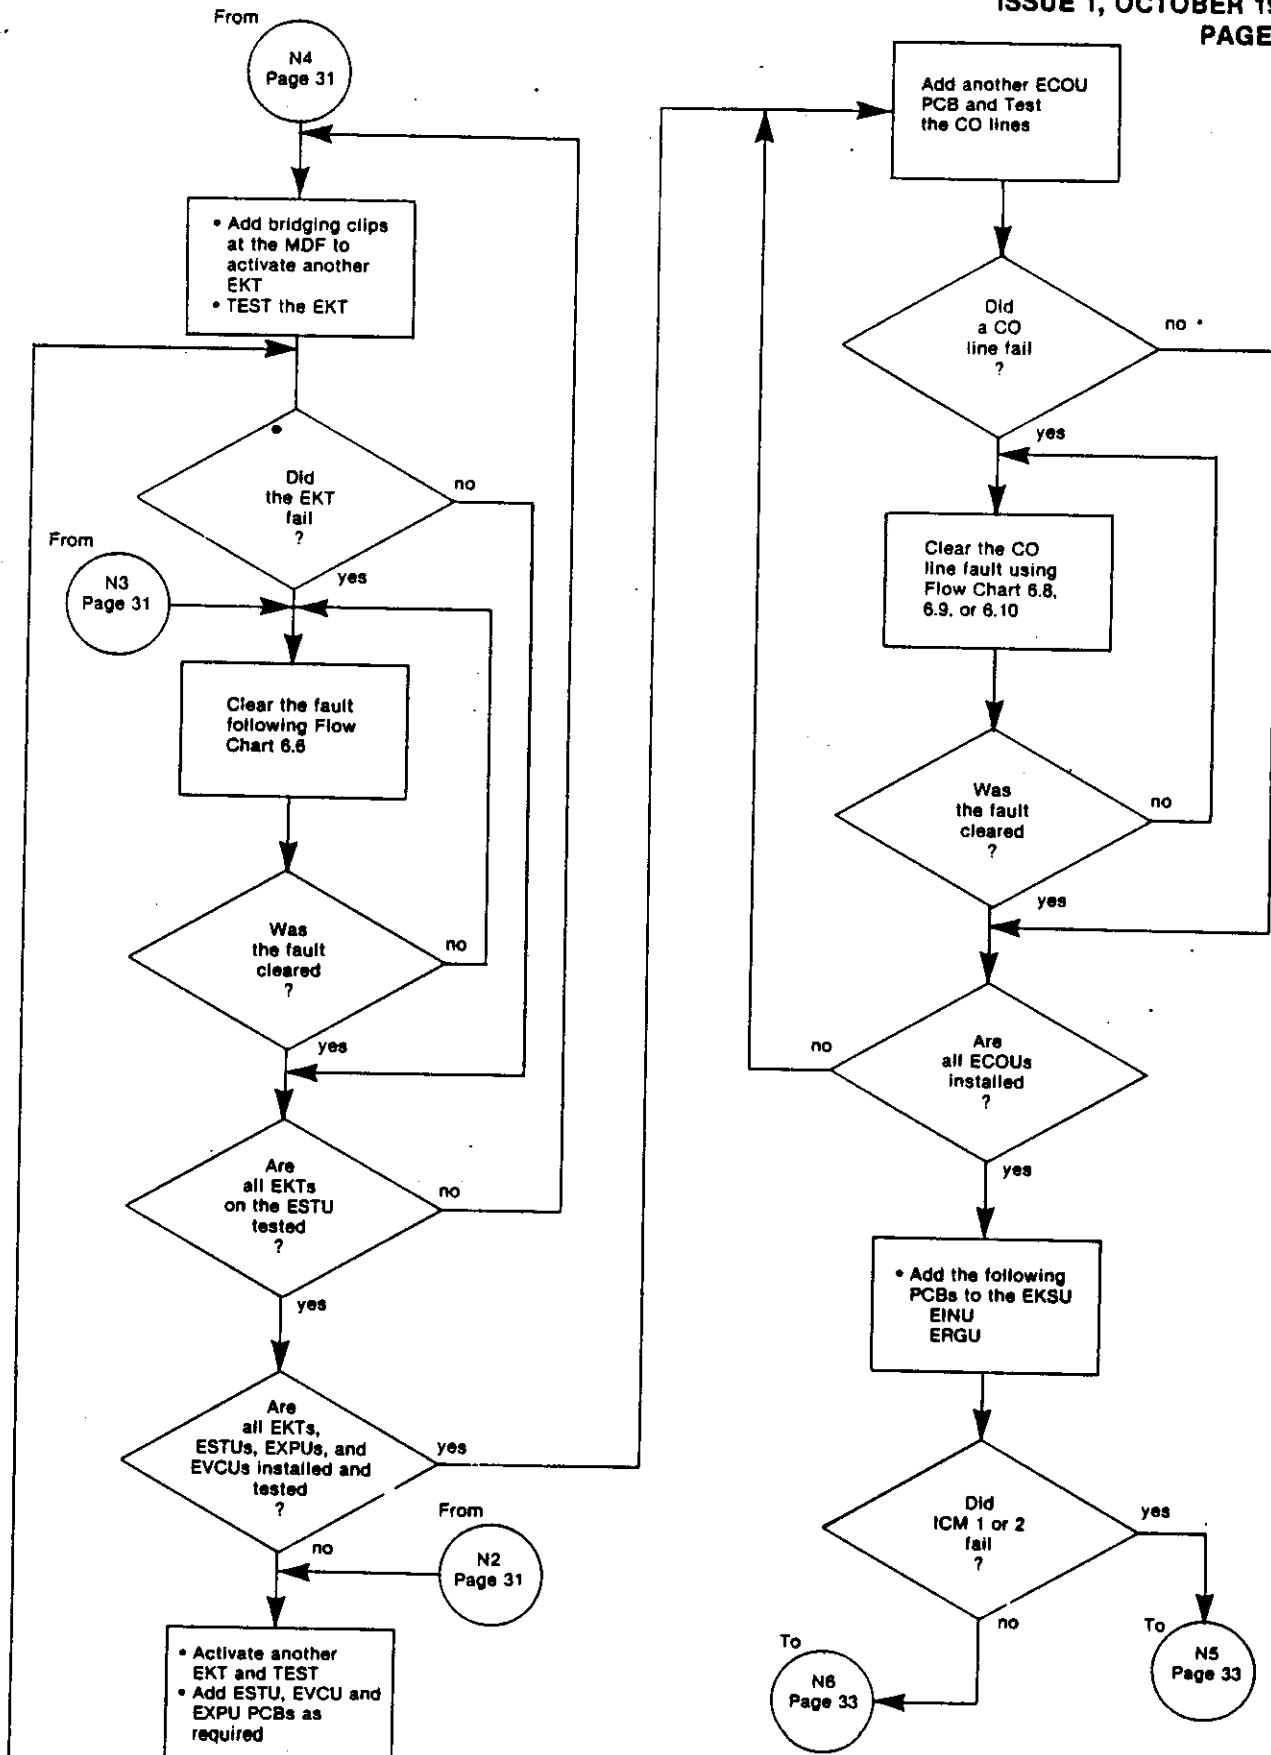 ISSUE 1, OCTOBER
PAGE
From
N4
Page 31
• Add bridging clips
at the MDF to
activate another
EKT
• TEST the EKT
Did
the EKT
fail
?
no
yes
From
N3
Page 31
Clear the fault
following Flow
Chart 6.6
Was
the fault
cleared
?
no
yes
Are
all EKTs
on the ESTU
tested
?
no
yes
Are
all EKTs,
ESTUs, EXPUs, and
EVCUs installed and
tested
?
yes
no
From
N2
Page 31
• Activate another
EKT and TEST
• Add ESTU, EVCU and
EXPU PCBs as
required
Add another ECOU
PCB and Test
the CO lines
Did
a CO
line fail
?
no
yes
Clear the CO
line fault using
Flow Chart 6.8,
6.9, or 6.10
Was
the fault
cleared
?
no
yes
Are
all ECOUs
installed
?
no
yes
• Add the following
PCBs to the EKSU
EINU
ERGU
Did
ICM 1 or 2
fail
?
yes
no
To
N6
Page 33
To
N5
Page 33